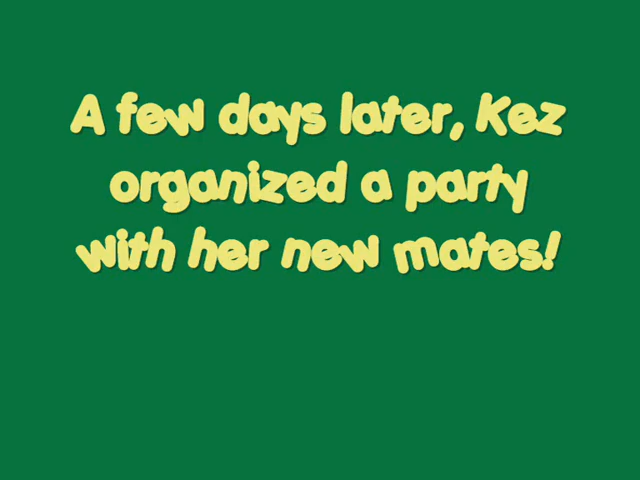 A few days later, Kez
organized a party
with her new mates!